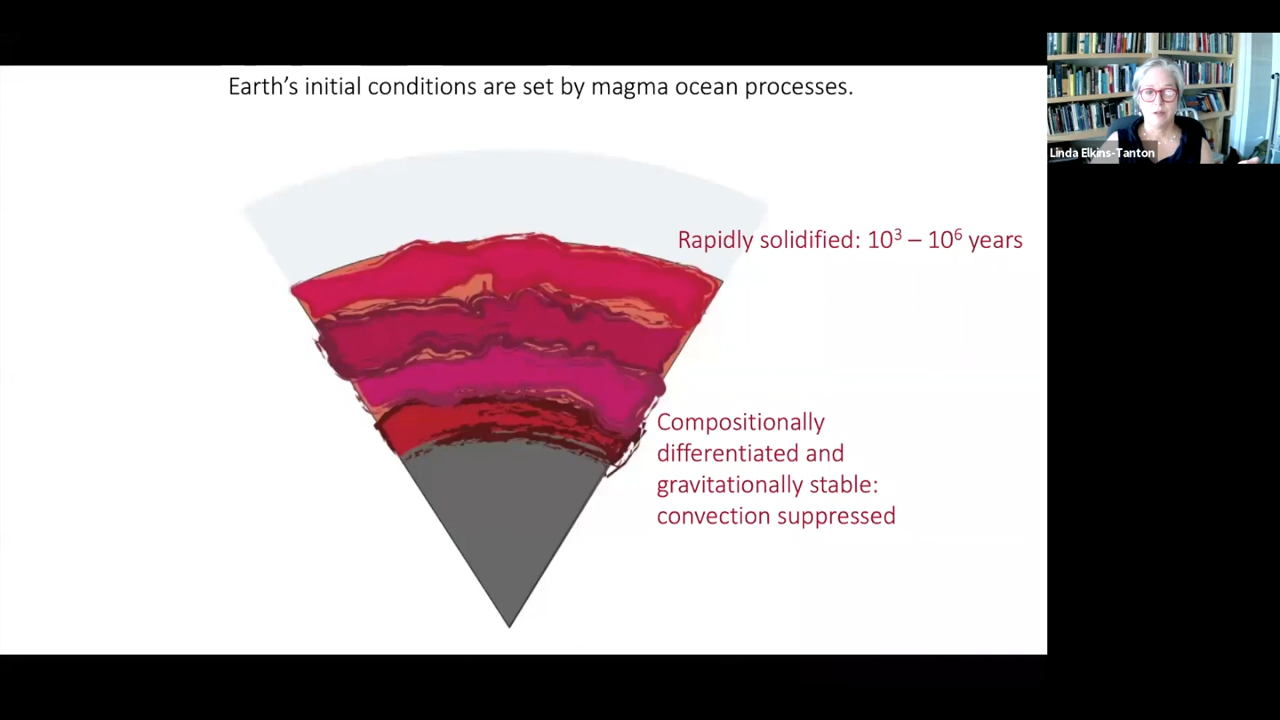 Earth’s initial conditions are set by magma ocean processes.
Linda Elkins-Tanton
Rapidly solidified: 10³ – 10⁶ years
Compositionally
differentiated and
gravitationally stable:
convection suppressed